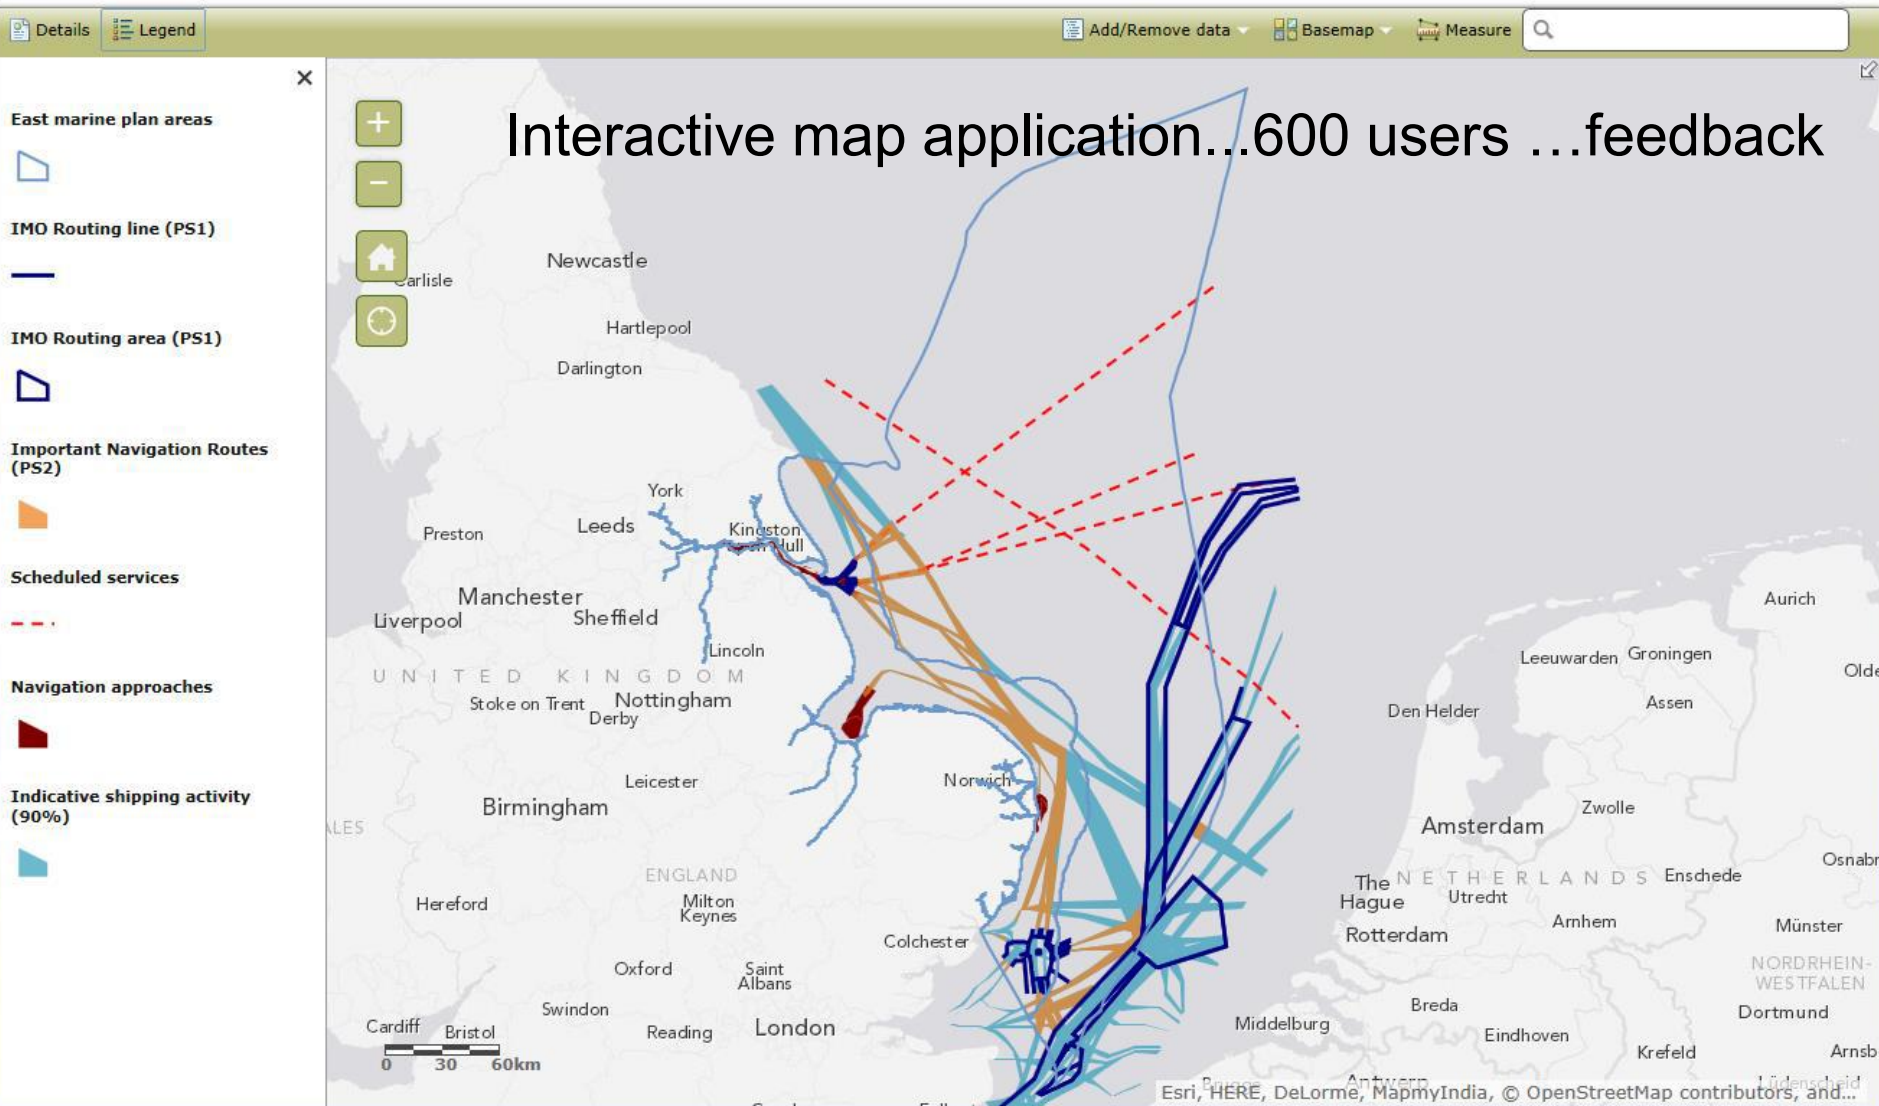 Details
Legend
Add/Remove data
Basemap
Measure
East marine plan areas
IMO Routing line (PS1)
IMO Routing area (PS1)
Important Navigation Routes
(PS2)
Scheduled services
Navigation approaches
Indicative shipping activity
(90%)
Interactive map application...600 users ...feedback
Newcastle
Carlisle
Hartlepool
Darlington
York
Leeds
Preston
Kingston
Hull
Manchester
Liverpool
Sheffield
Lincoln
UNITED KINGDOM
Stoke on Trent
Nottingham
Derby
Leicester
Norwich
Birmingham
ENGLAND
Hereford
Milton
Keynes
Colchester
Oxford
Saint
Albans
Swindon
Cardiff
Bristol
Reading
London
0 30 60km
Aurich
Leeuwarden
Groningen
Assen
Den Helder
Zwolle
Amsterdam
The
Hague
NETHERLANDS
Enschede
Utrecht
Rotterdam
Arnhem
Münster
NORDRHEIN-
WESTFALEN
Breda
Dortmund
Middelburg
Eindhoven
Krefeld
Antwerp
Lüdenscheid
Esri, HERE, DeLorme, MapmyIndia, © OpenStreetMap contributors, and...